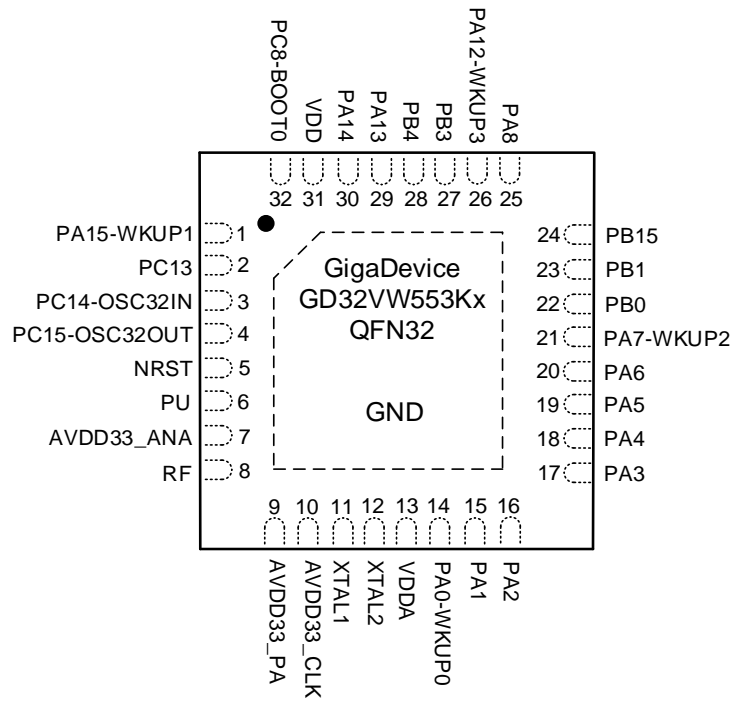 PC8-BOOT0
VDD
PA14
PA13
PB4
PB3
PA12-WKUP3
PA8
32 31 30 29 28 27 26 25
PA15-WKUP1 1
PC13 2
PC14-OSC32IN 3
PC15-OSC32OUT 4
NRST 5
PU 6
AVDD33_ANA 7
RF 8
GigaDevice
GD32VW553Kx
QFN32
GND
24 PB15
23 PB1
22 PB0
21 PA7-WKUP2
20 PA6
19 PA5
18 PA4
17 PA3
9 10 11 12 13 14 15 16
AVDD33_PA
AVDD33_CLK
XTAL1
XTAL2
VDDA
PA0-WKUP0
PA1
PA2